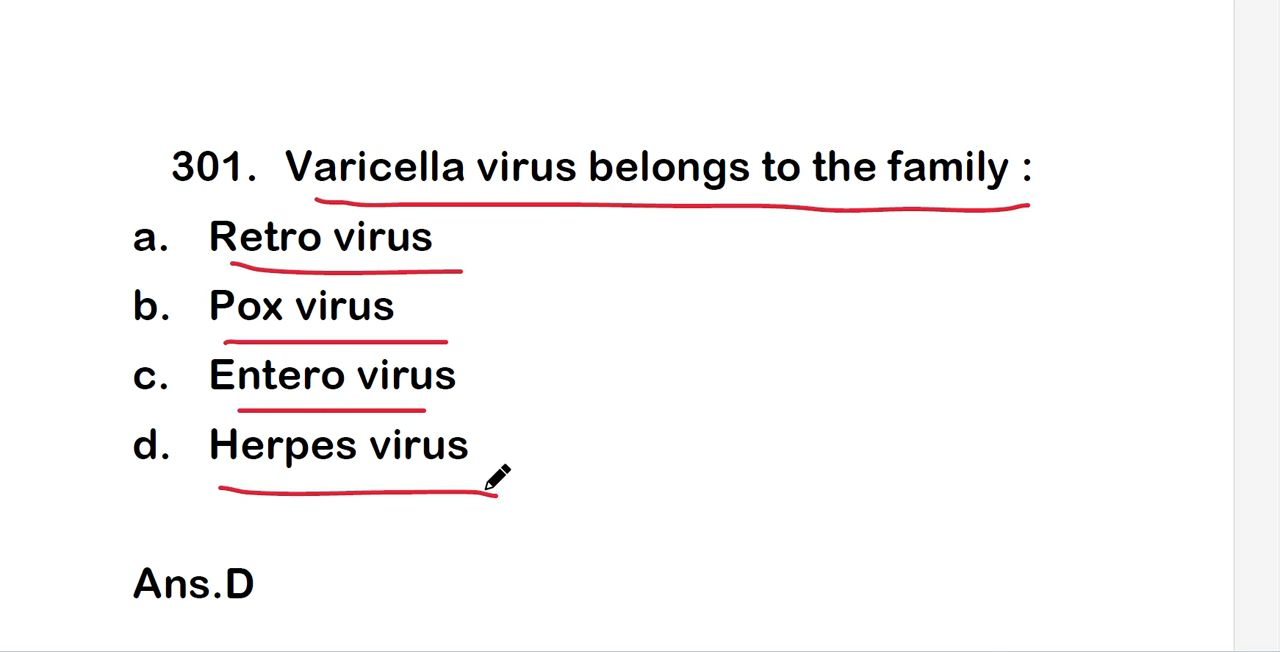 301. Varicella virus belongs to the family :
a. Retro virus
b. Pox virus
c. Entero virus
d. Herpes virus
Ans.D